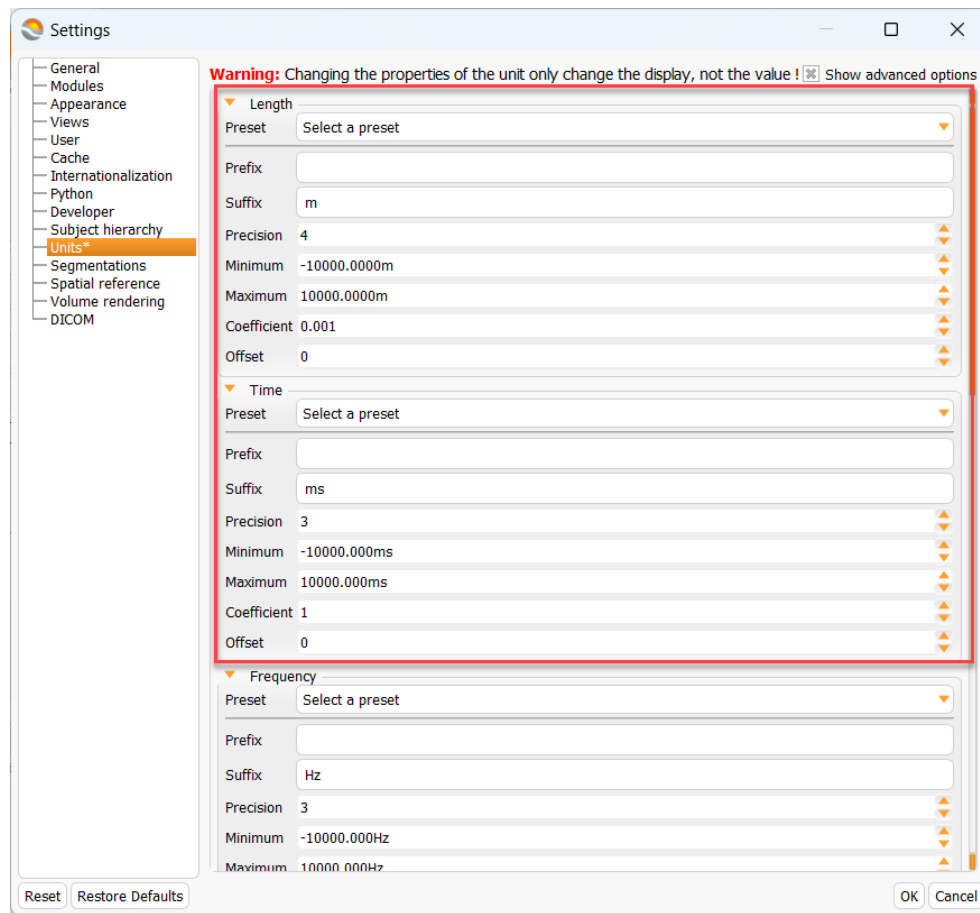 Settings
General
Modules
Appearance
Views
User
Cache
Internationalization
Python
Developer
Subject hierarchy
Units*
Segmentations
Spatial reference
Volume rendering
DICOM
Warning: Changing the properties of the unit only change the display, not the value ! Show advanced options
Length
Preset Select a preset
Prefix
Suffix m
Precision 4
Minimum -10000.0000m
Maximum 10000.0000m
Coefficient 0.001
Offset 0
Time
Preset Select a preset
Prefix
Suffix ms
Precision 3
Minimum -10000.000ms
Maximum 10000.000ms
Coefficient 1
Offset 0
Frequency
Preset Select a preset
Prefix
Suffix Hz
Precision 3
Minimum -10000.000Hz
Maximum 10000.000Hz
Reset Restore Defaults OK Cancel